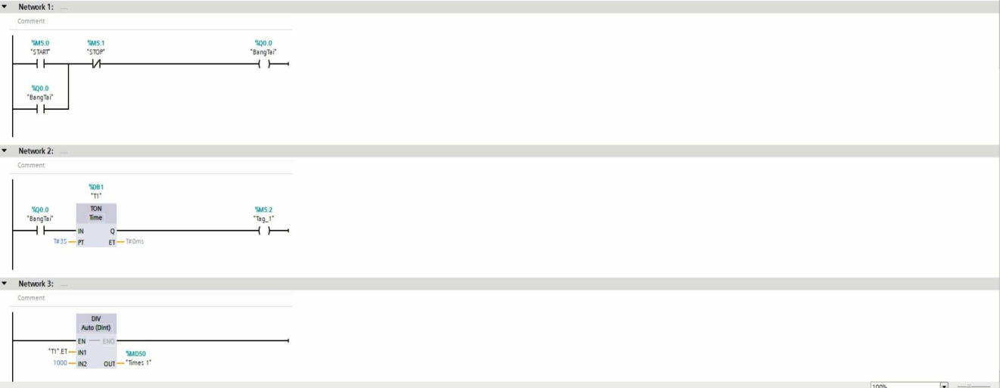 Network 1: ....
Comment
%M5.0 %M5.1 %Q0.0
"START" "STOP" "BangTai"
%Q0.0
"BangTai"
Network 2: ....
Comment
%DB1
"T1"
%Q0.0 TON %M5.2
"BangTai" Time "Tag_1"
IN Q
T#3S PT ET T#0ms
Network 3: ....
Comment
DIV
Auto (DInt)
EN ENO
"T1".ET IN1 %MD50
1000 IN2 OUT "Times 1"
100%